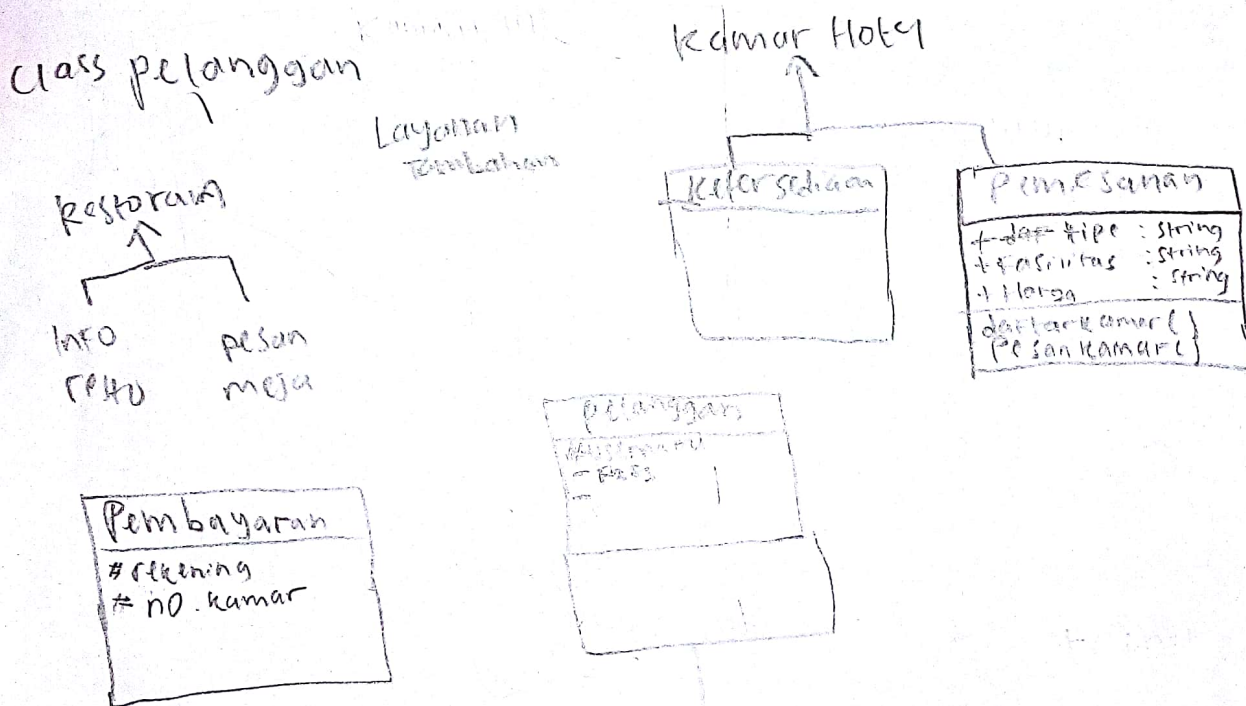 class pelanggan
Kamar Hotel
Layanan
Tambahan
Restoran
Info
resto
pesan
meja
Ketersediaan
Pemesanan
+ tipe : string
+ Fasilitas : string
+ Harga : string
daftarkamar()
Pesankamar()
pelanggan
Pembayaran
# rekening
# no.kamar